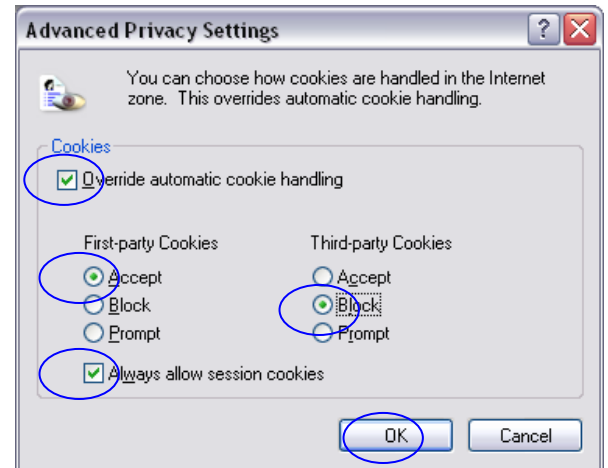 Advanced Privacy Settings
You can choose how cookies are handled in the Internet
zone. This overrides automatic cookie handling.
Cookies
Override automatic cookie handling
First-party Cookies Third-party Cookies
Accept Accept
Block Block
Prompt Prompt
Always allow session cookies
OK Cancel